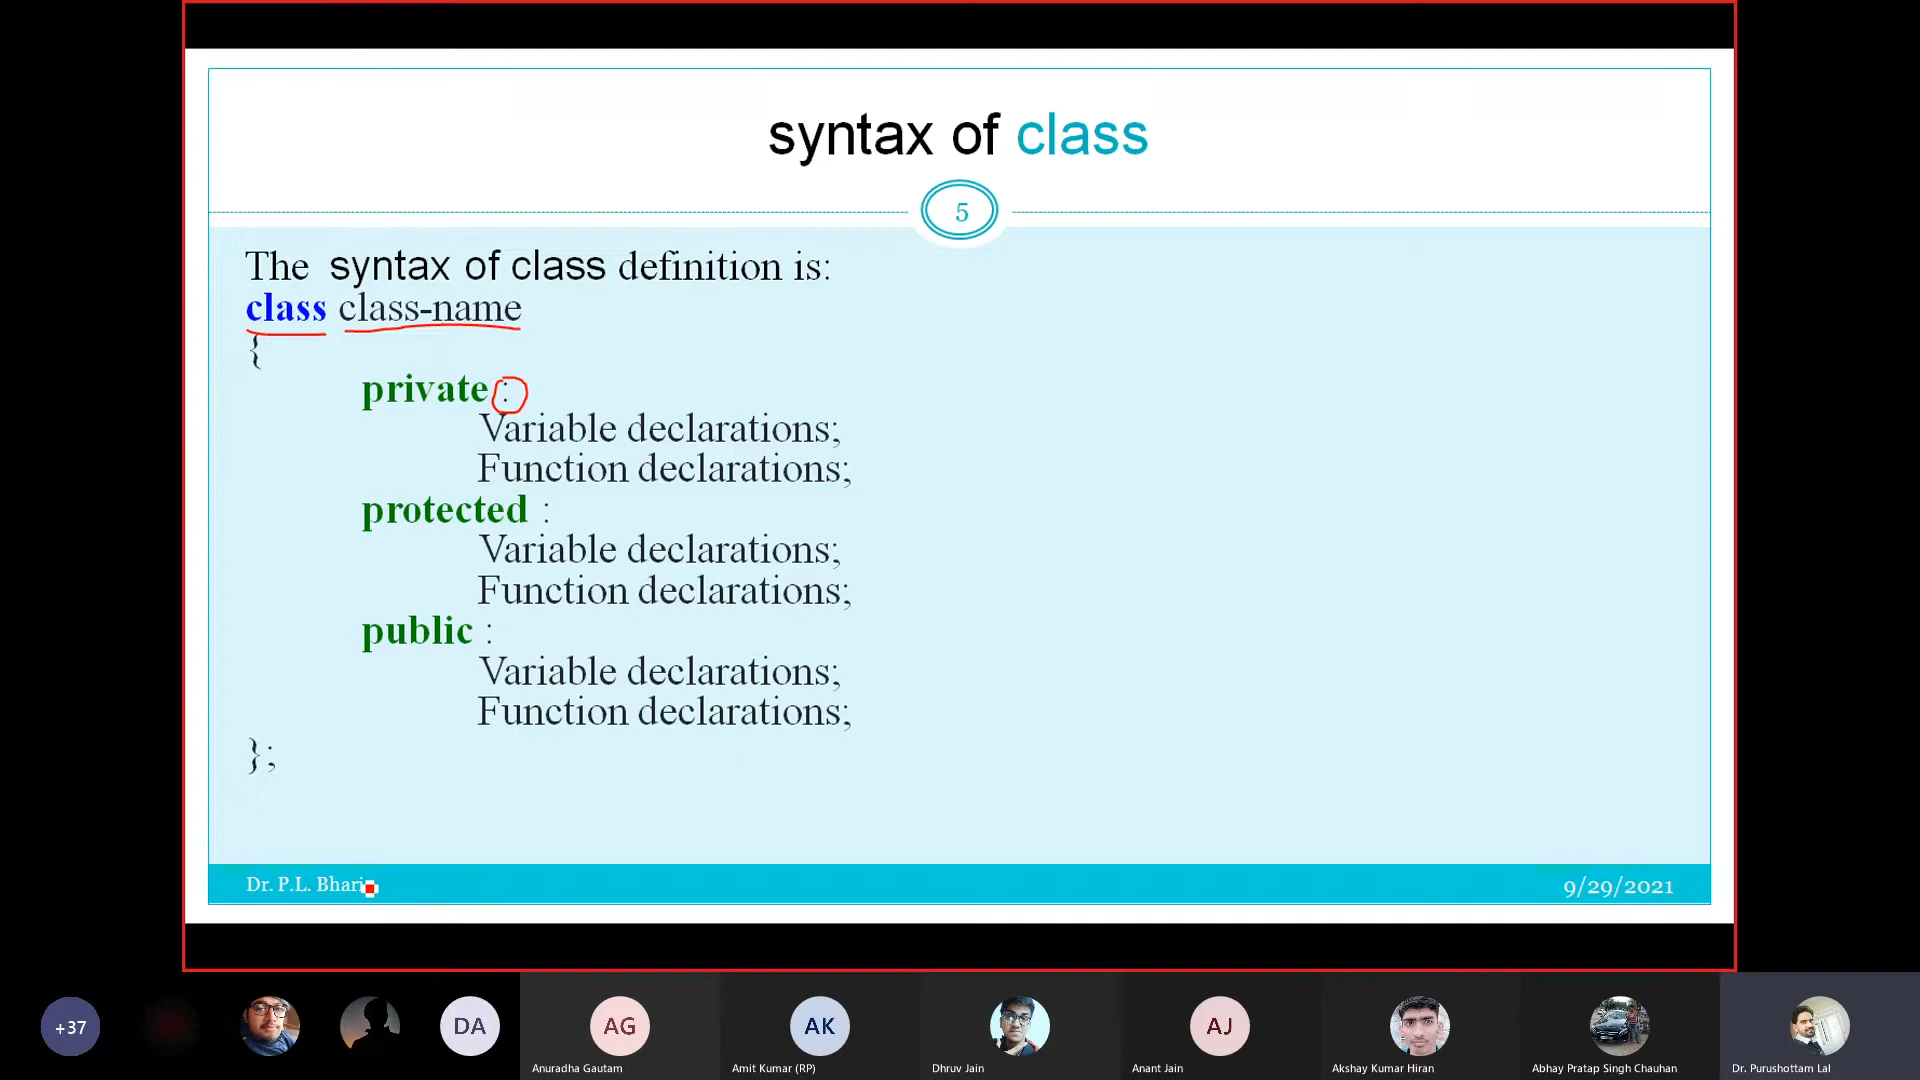 syntax of class
5
The syntax of class definition is:
class class-name
{
private :
Variable declarations;
Function declarations;
protected :
Variable declarations;
Function declarations;
public :
Variable declarations;
Function declarations;
};
Dr. P.L. Bhari
9/29/2021
+37
DA
AG
AK
AJ
Anuradha Gautam
Amit Kumar (RP)
Dhruv Jain
Anant Jain
Akshay Kumar Hiran
Abhay Pratap Singh Chauhan
Dr. Purushottam Lal